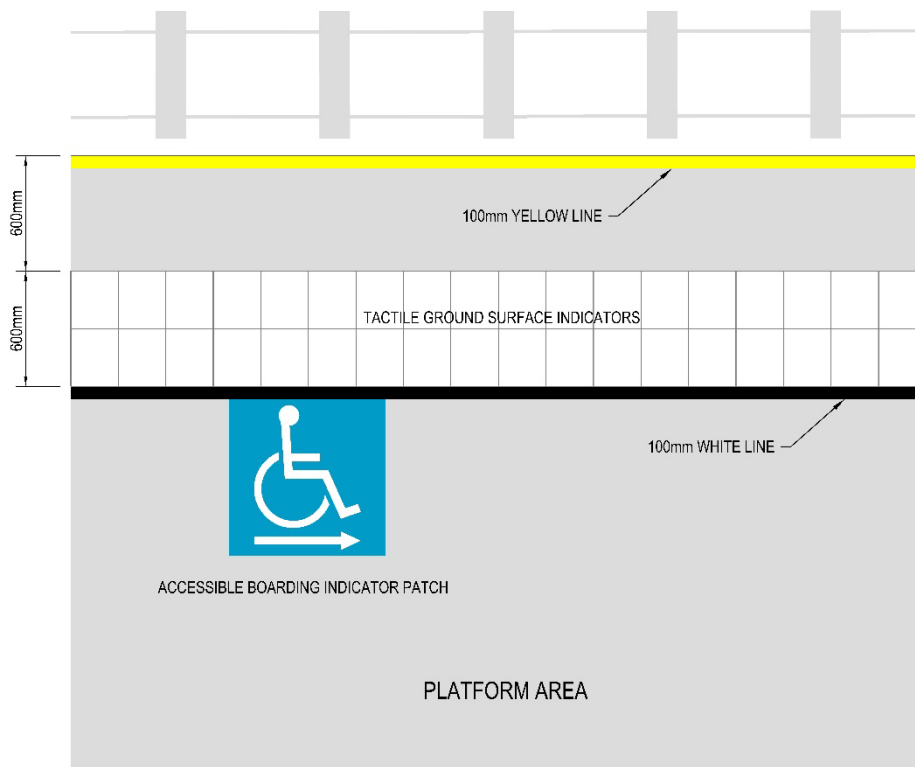 600mm
100mm YELLOW LINE
600mm
TACTILE GROUND SURFACE INDICATORS
100mm WHITE LINE
ACCESSIBLE BOARDING INDICATOR PATCH
PLATFORM AREA